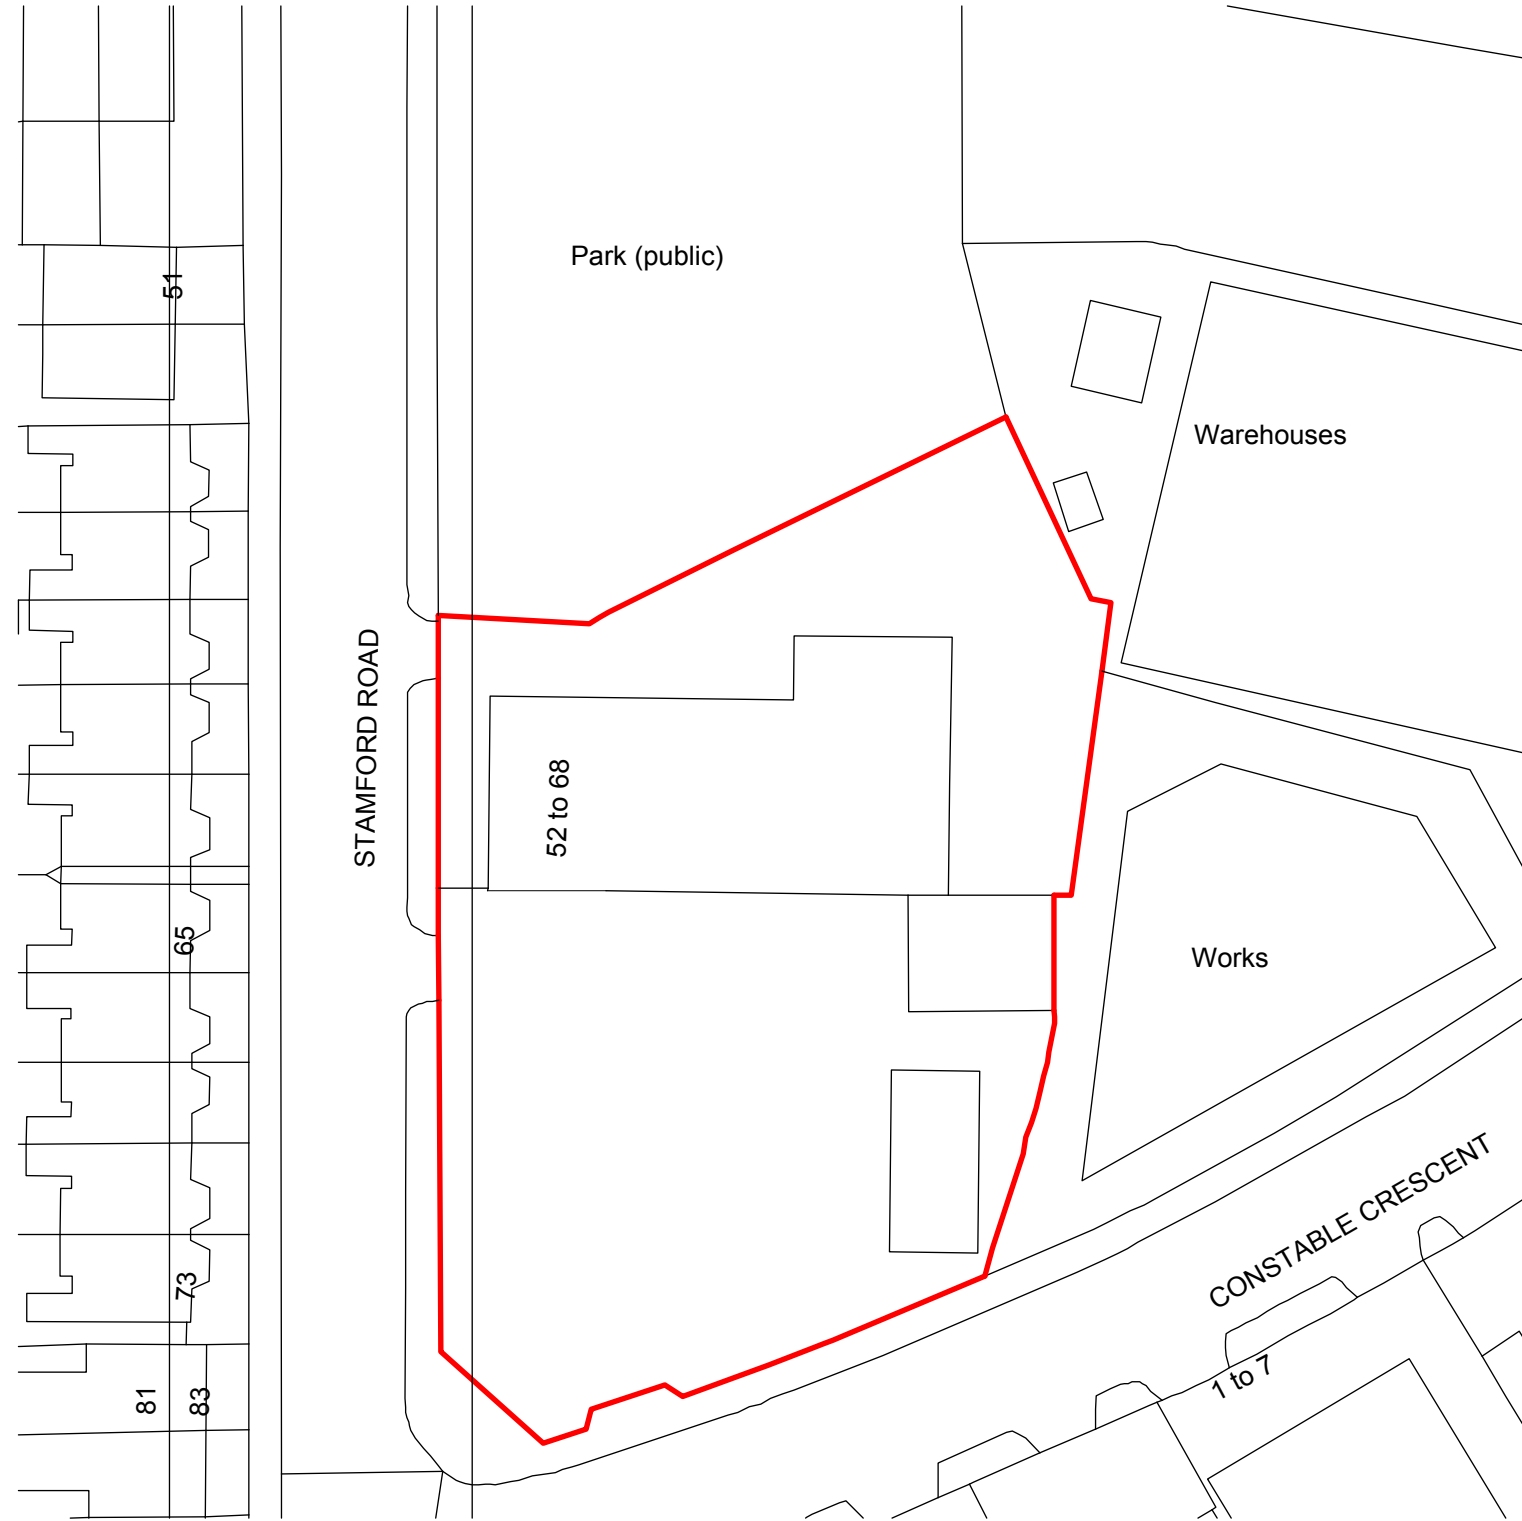 51
Park (public)
Warehouses
STAMFORD ROAD
52 to 68
65
Works
CONSTABLE CRESCENT
73
1 to 7
81
83